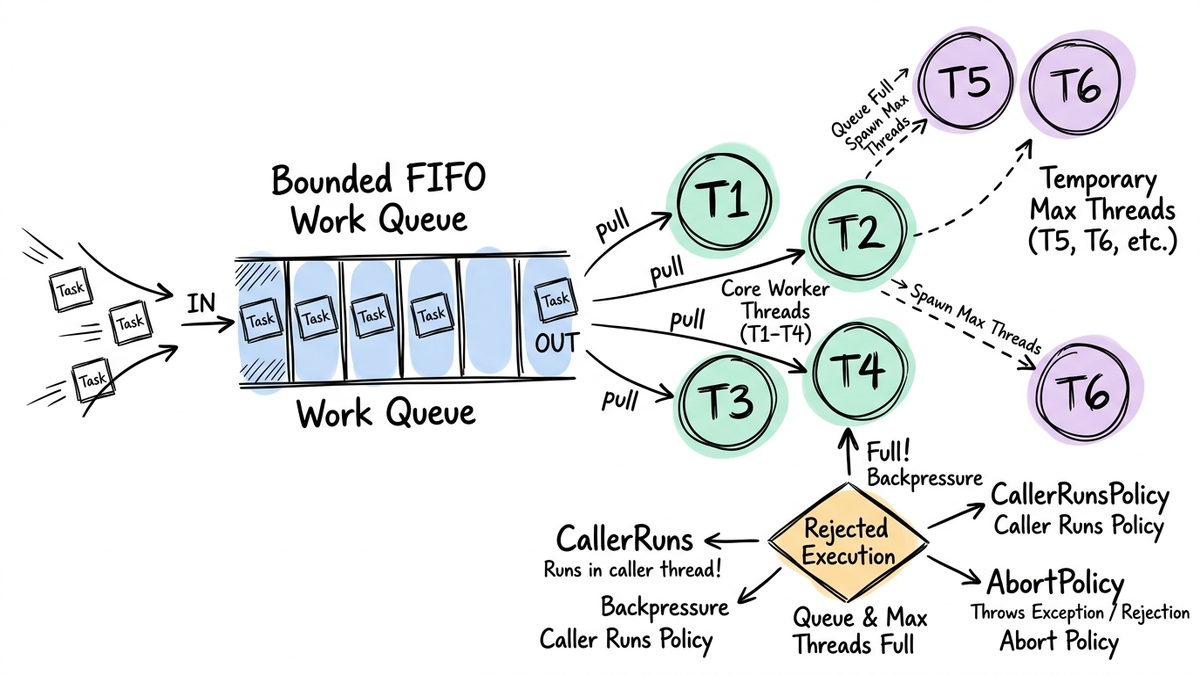 Bounded FIFO
Work Queue
Task
Task
Task
IN
Task
Task
Task
Task
Task
OUT
Work Queue
pull
pull
pull
pull
T1
T2
T3
T4
Core Worker
Threads
(T1–T4)
Queue Full →
Spawn Max
Threads
T5
T6
Temporary
Max Threads
(T5, T6, etc.)
Spawn Max Threads
T6
Full!
Backpressure
Rejected
Execution
Queue & Max
Threads Full
CallerRuns
Runs in caller thread!
Backpressure
Caller Runs Policy
CallerRunsPolicy
Caller Runs Policy
AbortPolicy
Throws Exception / Rejection
Abort Policy